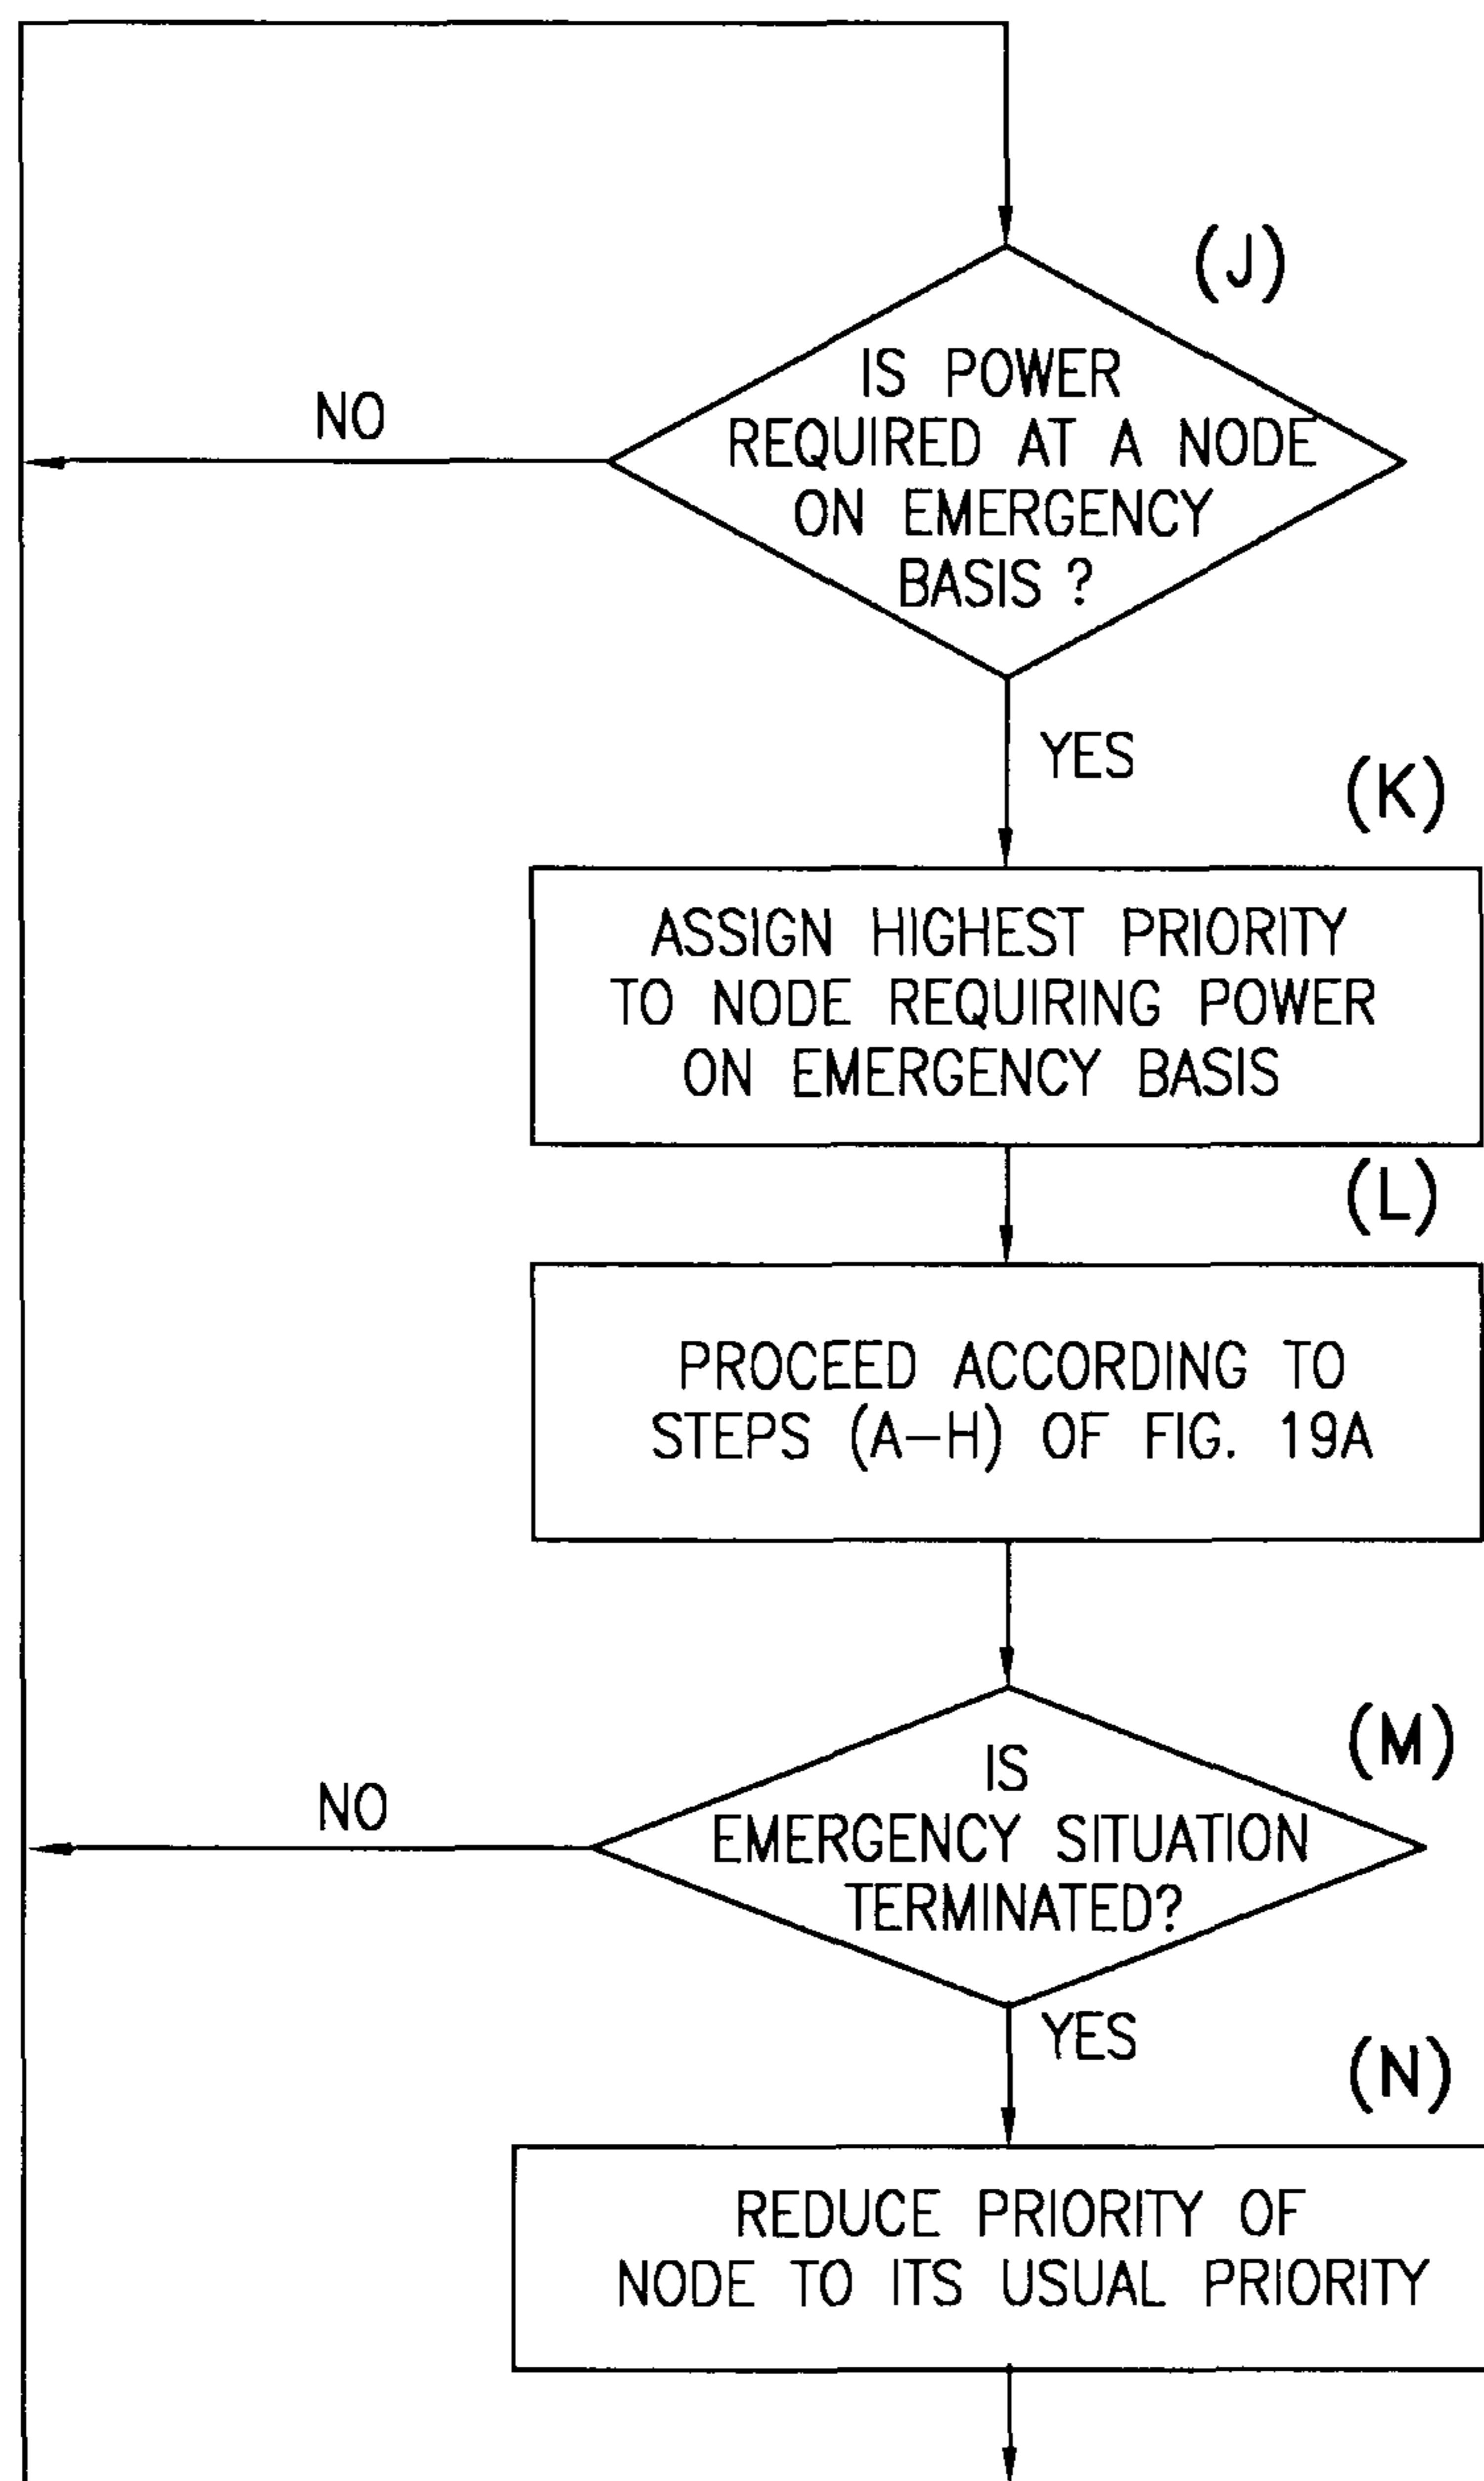 (J)
IS POWER
REQUIRED AT A NODE
ON EMERGENCY
BASIS ?
NO
YES
(K)
ASSIGN HIGHEST PRIORITY
TO NODE REQUIRING POWER
ON EMERGENCY BASIS
(L)
PROCEED ACCORDING TO
STEPS (A-H) OF FIG. 19A
(M)
IS
EMERGENCY SITUATION
TERMINATED?
NO
YES
(N)
REDUCE PRIORITY OF
NODE TO ITS USUAL PRIORITY